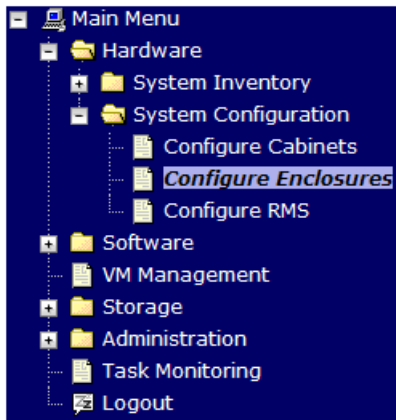 Main Menu
Hardware
System Inventory
System Configuration
Configure Cabinets
Configure Enclosures
Configure RMS
Software
VM Management
Storage
Administration
Task Monitoring
Logout